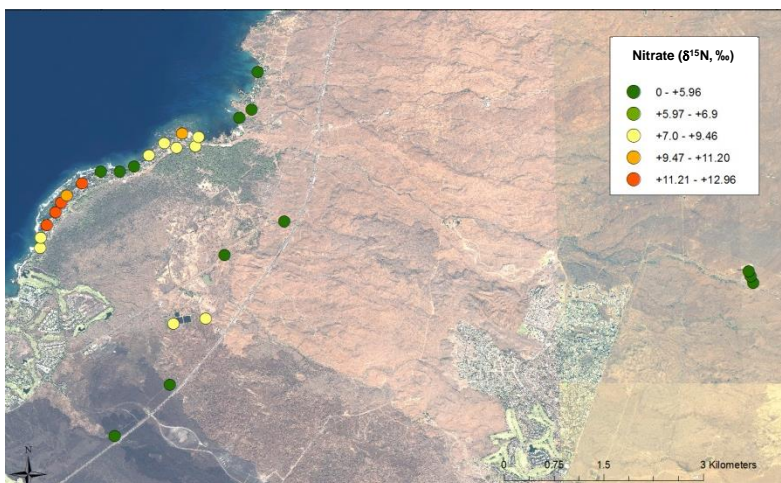 Nitrate (δ¹⁵N, ‰)
0 - +5.96
+5.97 - +6.9
+7.0 - +9.46
+9.47 - +11.20
+11.21 - +12.96
N
0 0.75 1.5 3 Kilometers